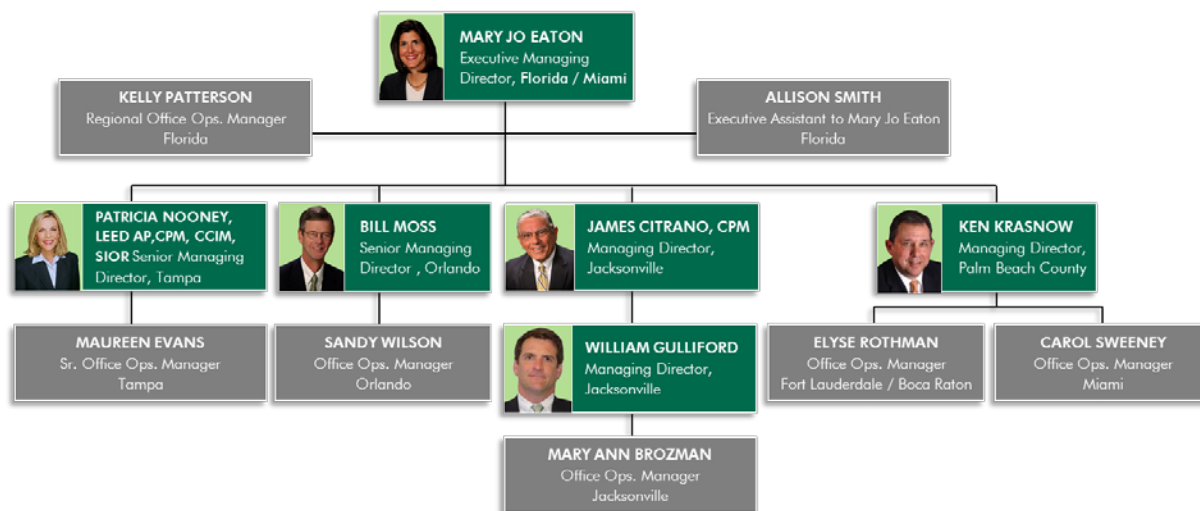 MARY JO EATON
Executive Managing
Director, Florida / Miami
KELLY PATTERSON
Regional Office Ops. Manager
Florida
ALLISON SMITH
Executive Assistant to Mary Jo Eaton
Florida
PATRICIA NOONEY,
LEED AP,CPM, CCIM,
SIOR Senior Managing
Director, Tampa
BILL MOSS
Senior Managing
Director , Orlando
JAMES CITRANO, CPM
Managing Director,
Jacksonville
KEN KRASNOW
Managing Director,
Palm Beach County
MAUREEN EVANS
Sr. Office Ops. Manager
Tampa
SANDY WILSON
Office Ops. Manager
Orlando
WILLIAM GULLIFORD
Managing Director,
Jacksonville
ELYSE ROTHMAN
Office Ops. Manager
Fort Lauderdale / Boca Raton
CAROL SWEENEY
Office Ops. Manager
Miami
MARY ANN BROZMAN
Office Ops. Manager
Jacksonville